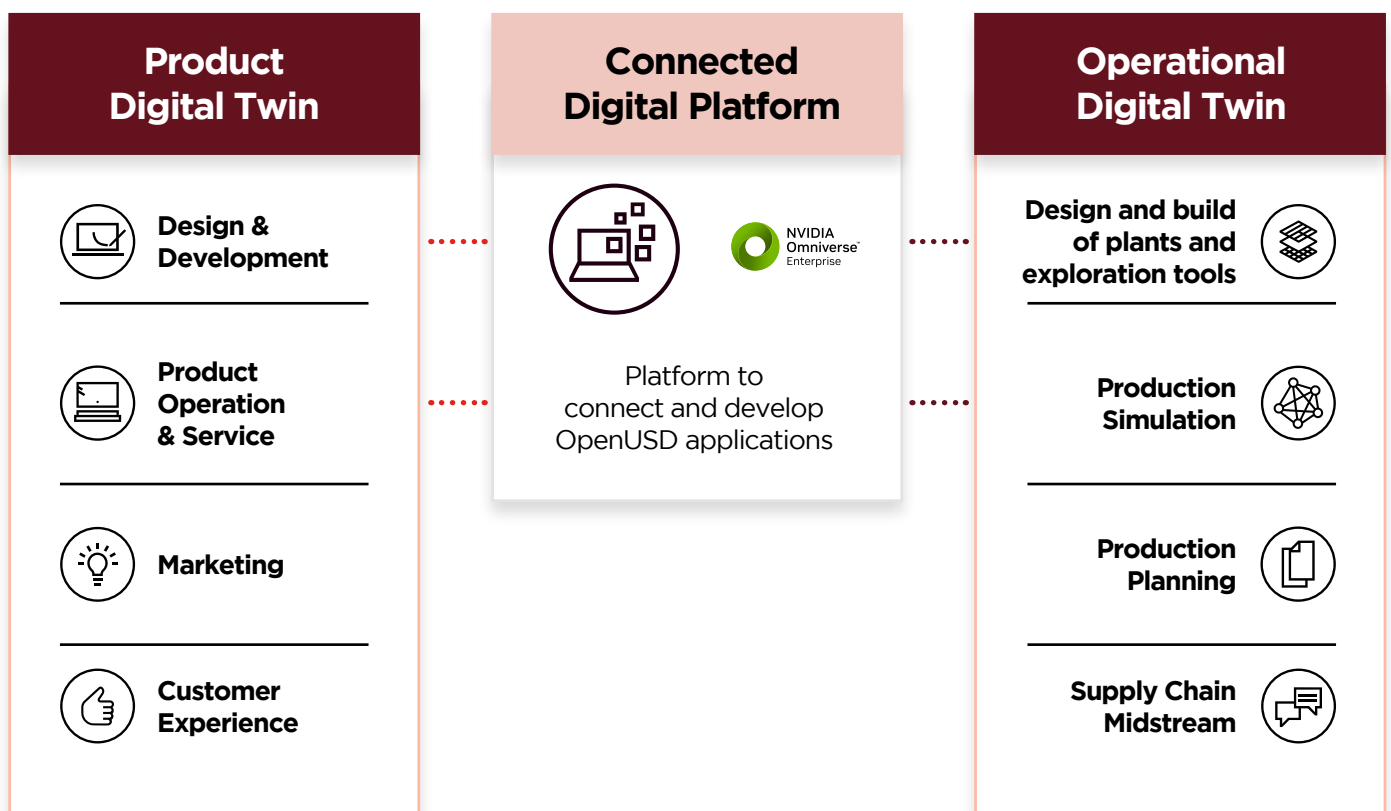 Product
Digital Twin
Design &
Development
Product
Operation
& Service
Marketing
Customer
Experience
Connected
Digital Platform
NVIDIA
Omniverse™
Enterprise
Platform to
connect and develop
OpenUSD applications
Operational
Digital Twin
Design and build
of plants and
exploration tools
Production
Simulation
Production
Planning
Supply Chain
Midstream